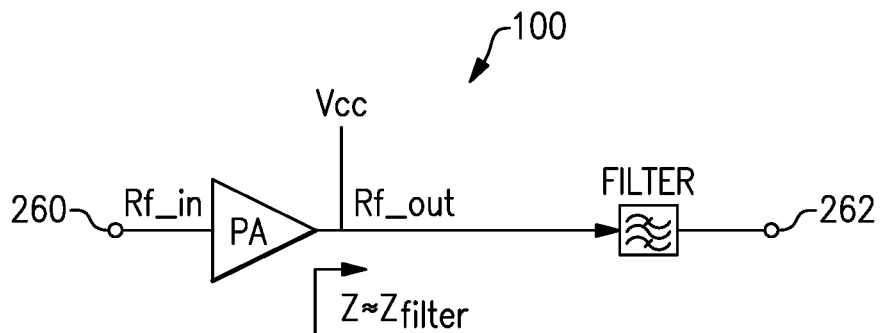 100
Vcc
260
Rf_in
PA
Rf_out
FILTER
262
Z≈Zfilter